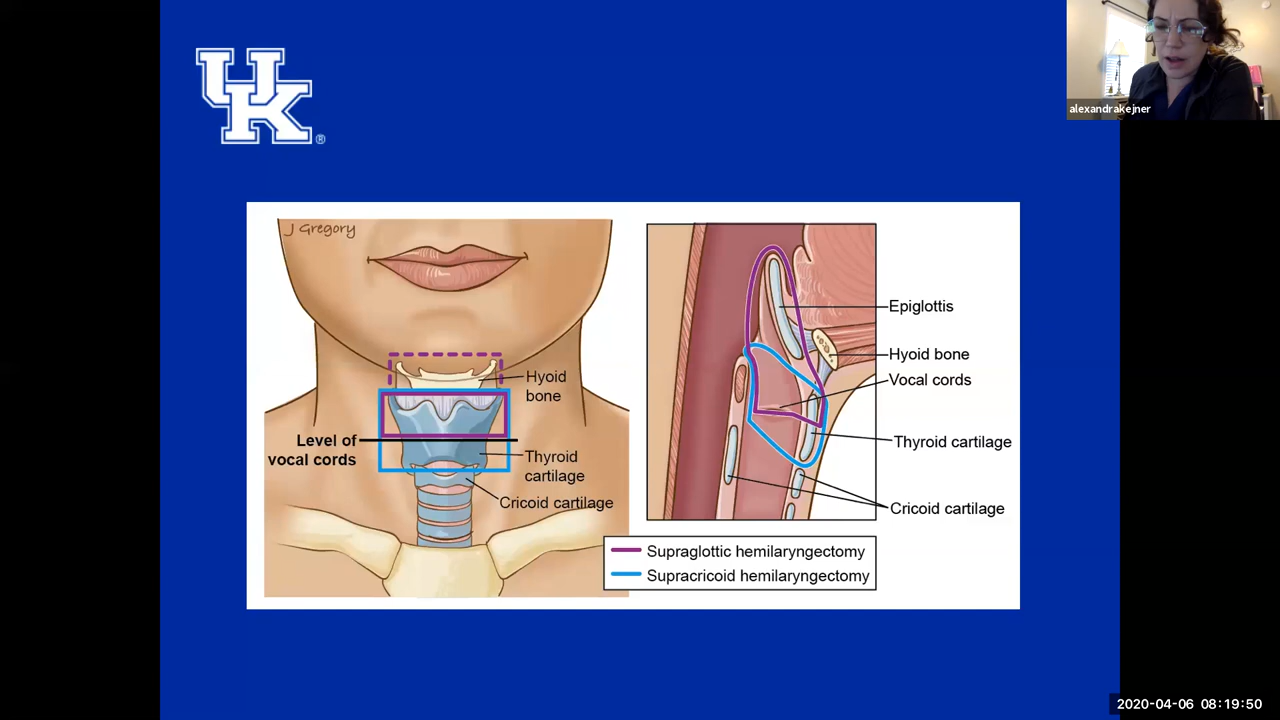 UK
®
alexandrakejner
J Gregory
Epiglottis
Hyoid bone
Vocal cords
Thyroid cartilage
Cricoid cartilage
Hyoid
bone
Level of
vocal cords
Thyroid
cartilage
Cricoid cartilage
Supraglottic hemilaryngectomy
Supracricoid hemilaryngectomy
2020-04-06 08:19:50